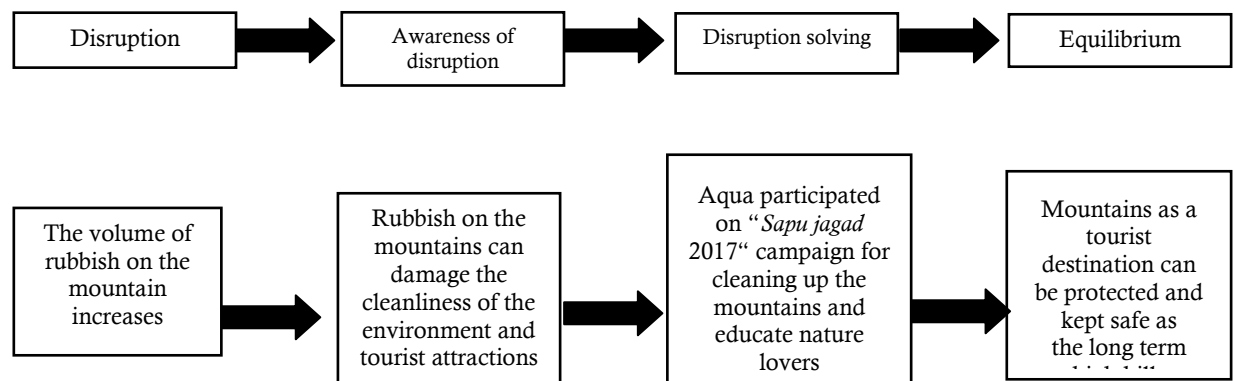 Disruption
Awareness of
disruption
Disruption solving
Equilibrium
The volume of
rubbish on the
mountain
increases
Rubbish on the
mountains can
damage the
cleanliness of the
environment and
tourist attractions
Aqua participated
on “Sapu jagad
2017“ campaign for
cleaning up the
mountains and
educate nature
lovers
Mountains as a
tourist
destination can
be protected and
kept safe as
the long term